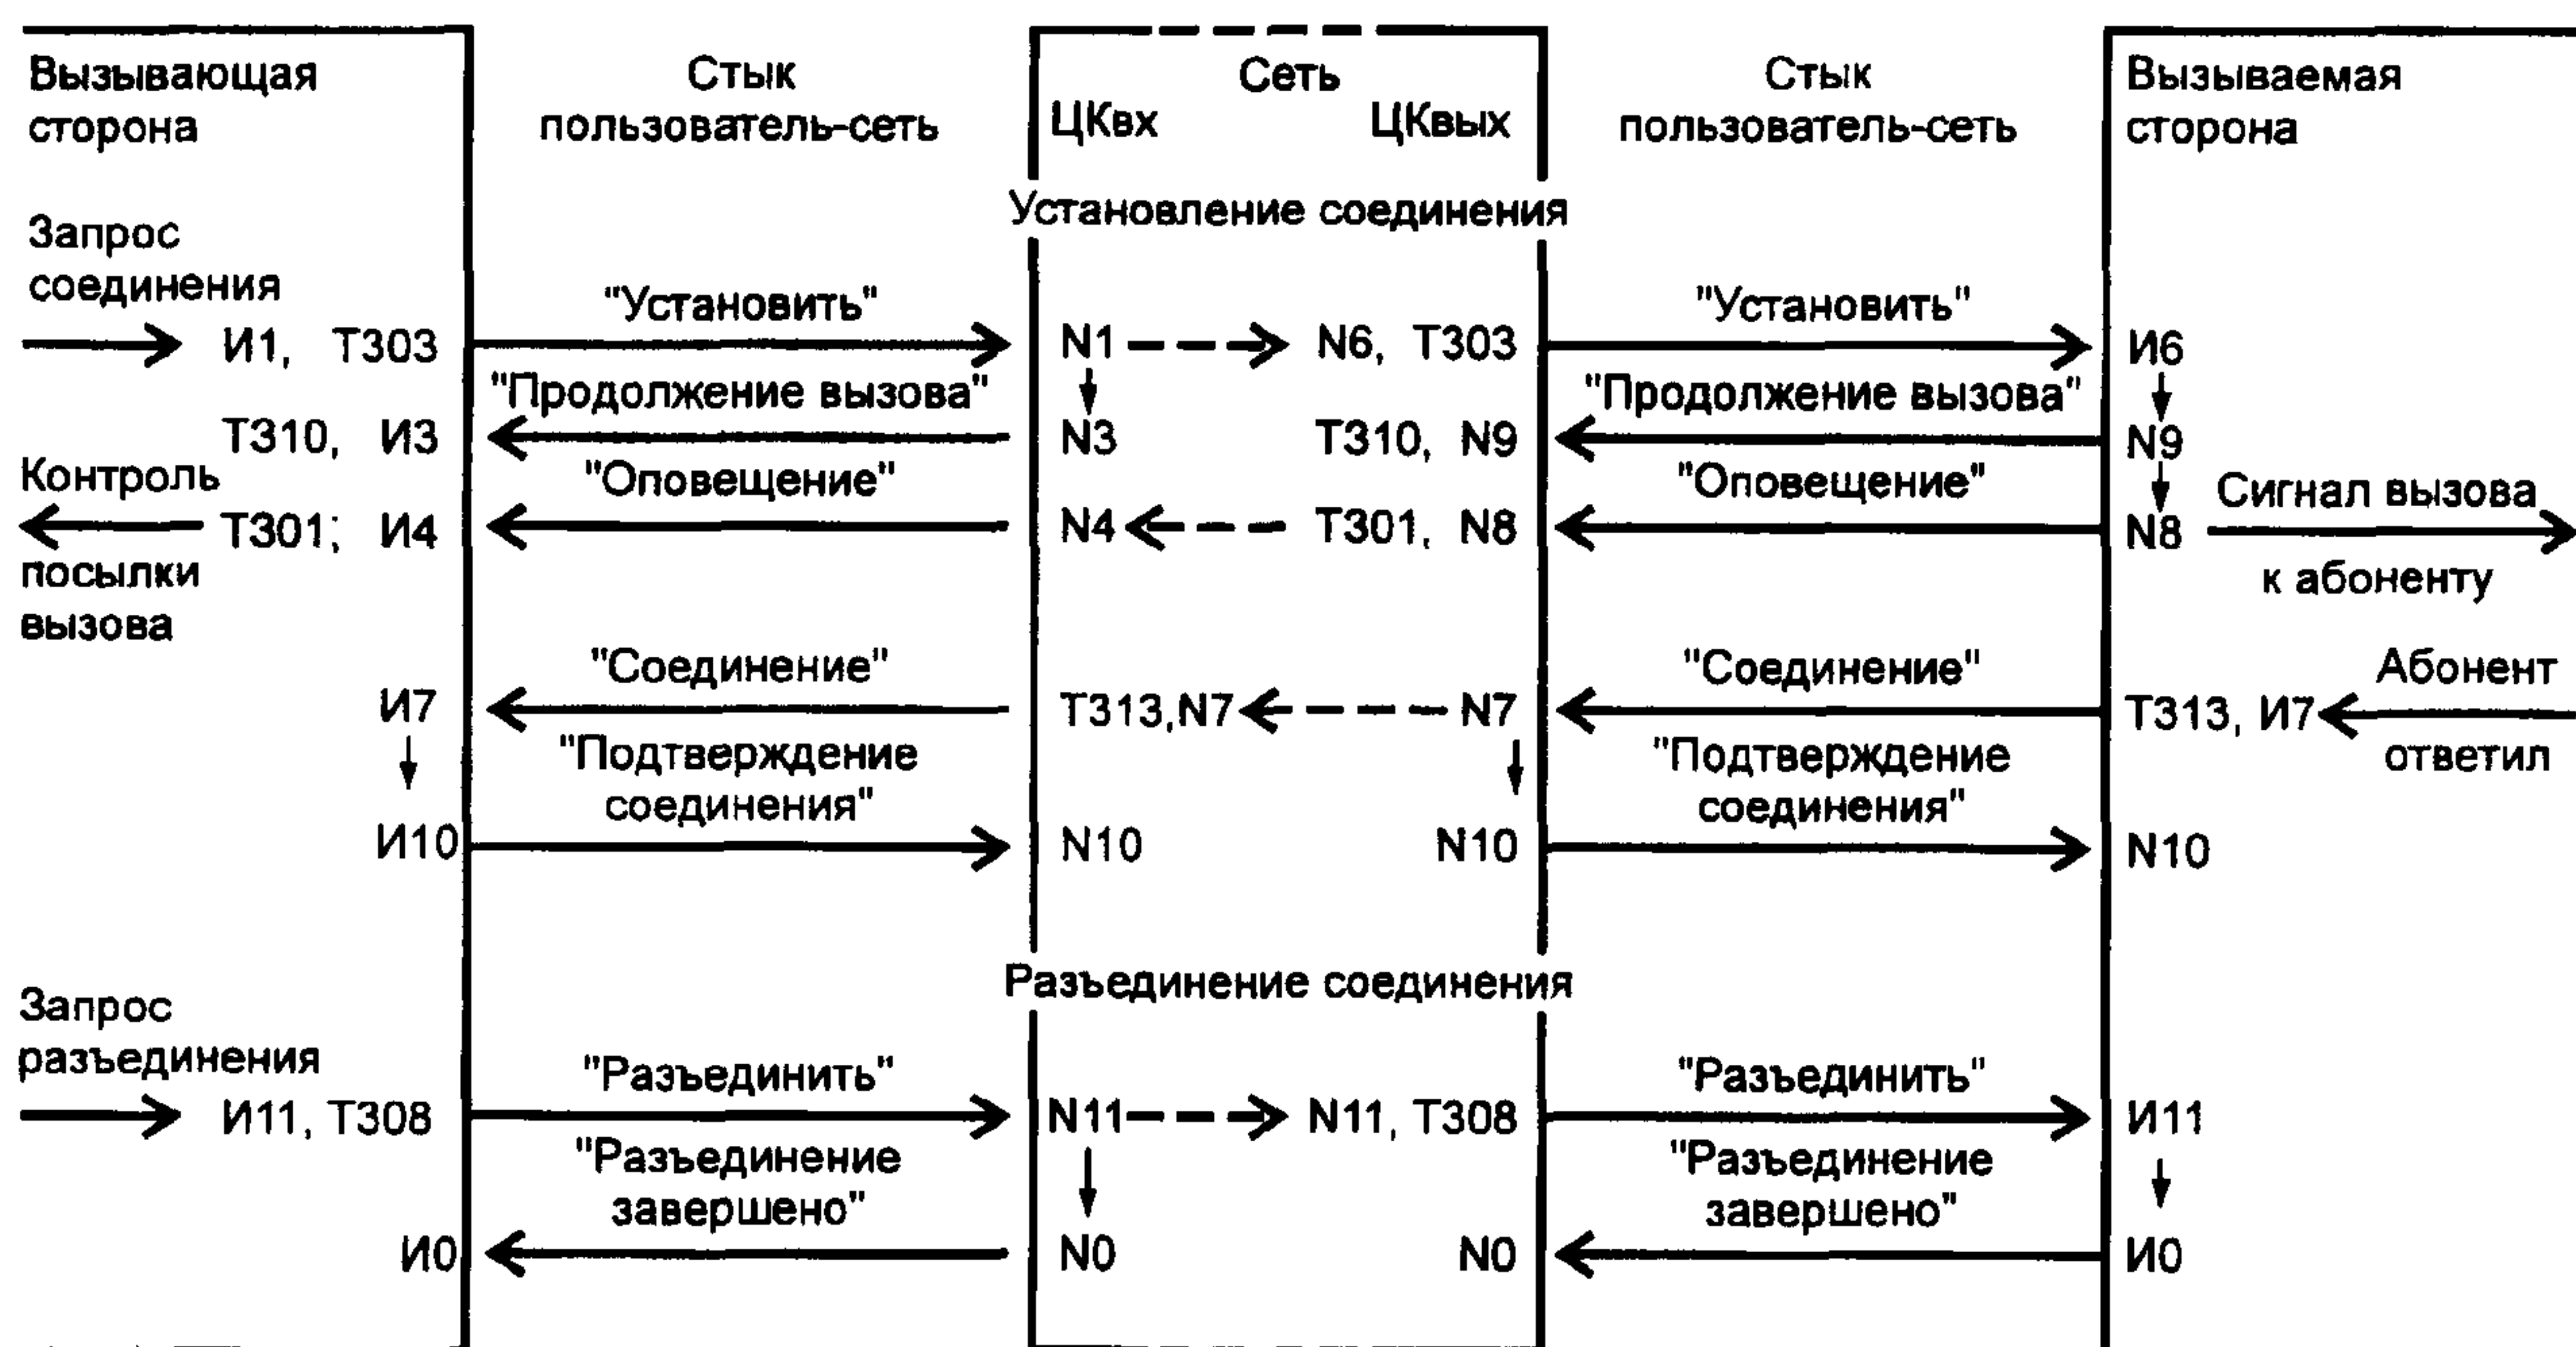 Вызывающая
сторона
Стык
пользователь-сеть
Сеть
ЦКвх ЦКвых
Стык
пользователь-сеть
Вызываемая
сторона
Установление соединения
Запрос
соединения
И1, Т303
"Установить"
N1
N6, Т303
"Установить"
И6
"Продолжение вызова"
"Продолжение вызова"
Т310, И3
N3
Т310, N9
N9
Контроль
"Оповещение"
"Оповещение"
Сигнал вызова
Т301; И4
N4
Т301, N8
N8
посылки
вызова
к абоненту
"Соединение"
"Соединение"
Абонент
И7
Т313,N7
N7
Т313, И7
ответил
"Подтверждение
соединения"
"Подтверждение
соединения"
И10
N10
N10
N10
Разъединение соединения
Запрос
разъединения
"Разъединить"
"Разъединить"
И11, Т308
N11
N11, Т308
И11
"Разъединение
завершено"
"Разъединение
завершено"
И0
N0
N0
И0